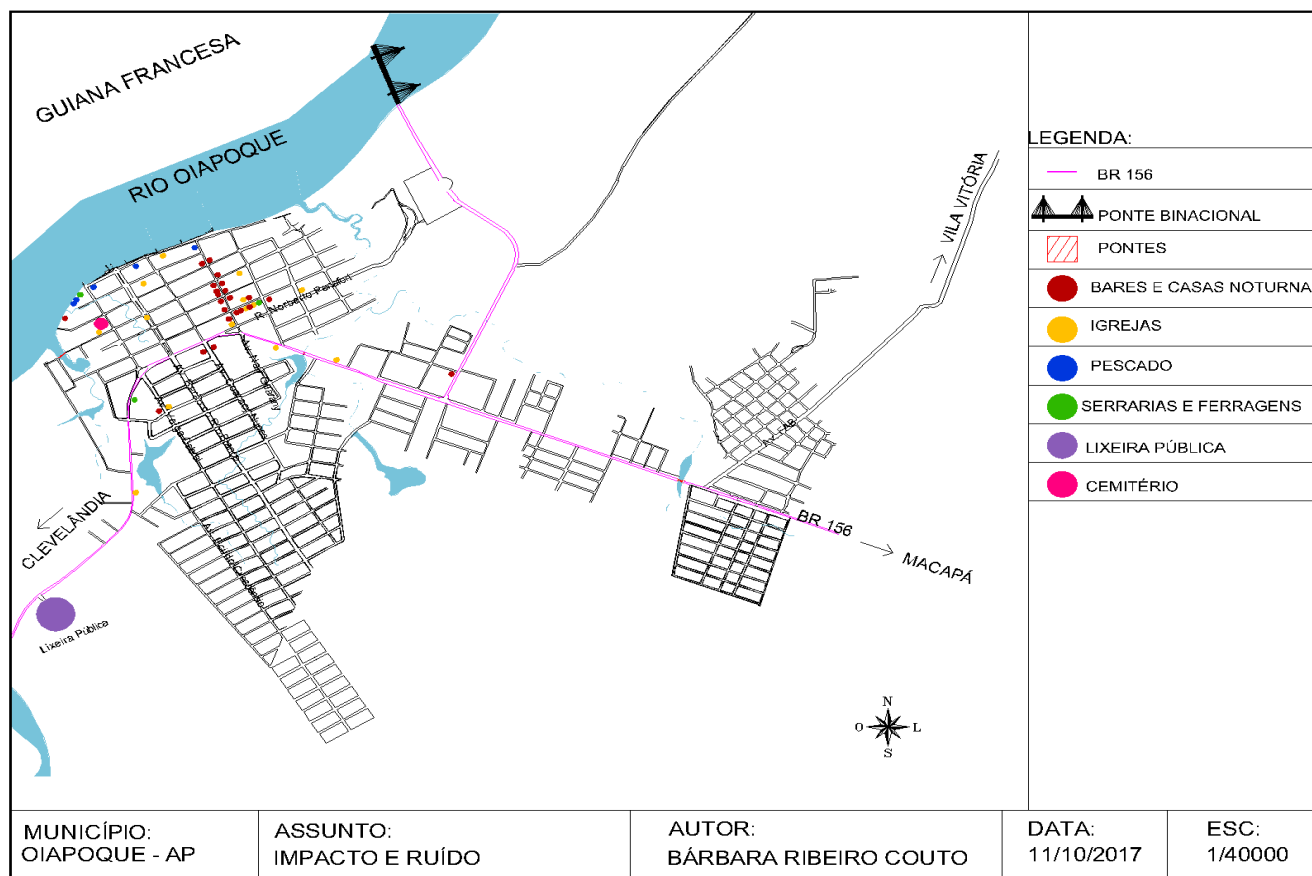 GUIANA FRANCESA
RIO OIAPOQUE
VILA VITÓRIA
R. Norberto Penafort
BR 156
MACAPÁ
CLEVELÂNDIA
Lixeira Pública
N
O
L
S
LEGENDA:
BR 156
PONTE BINACIONAL
PONTES
BARES E CASAS NOTURNA
IGREJAS
PESCADO
SERRARIAS E FERRAGENS
LIXEIRA PÚBLICA
CEMITÉRIO
MUNICÍPIO:
OIAPOQUE - AP
ASSUNTO:
IMPACTO E RUÍDO
AUTOR:
BÁRBARA RIBEIRO COUTO
DATA:
11/10/2017
ESC:
1/40000